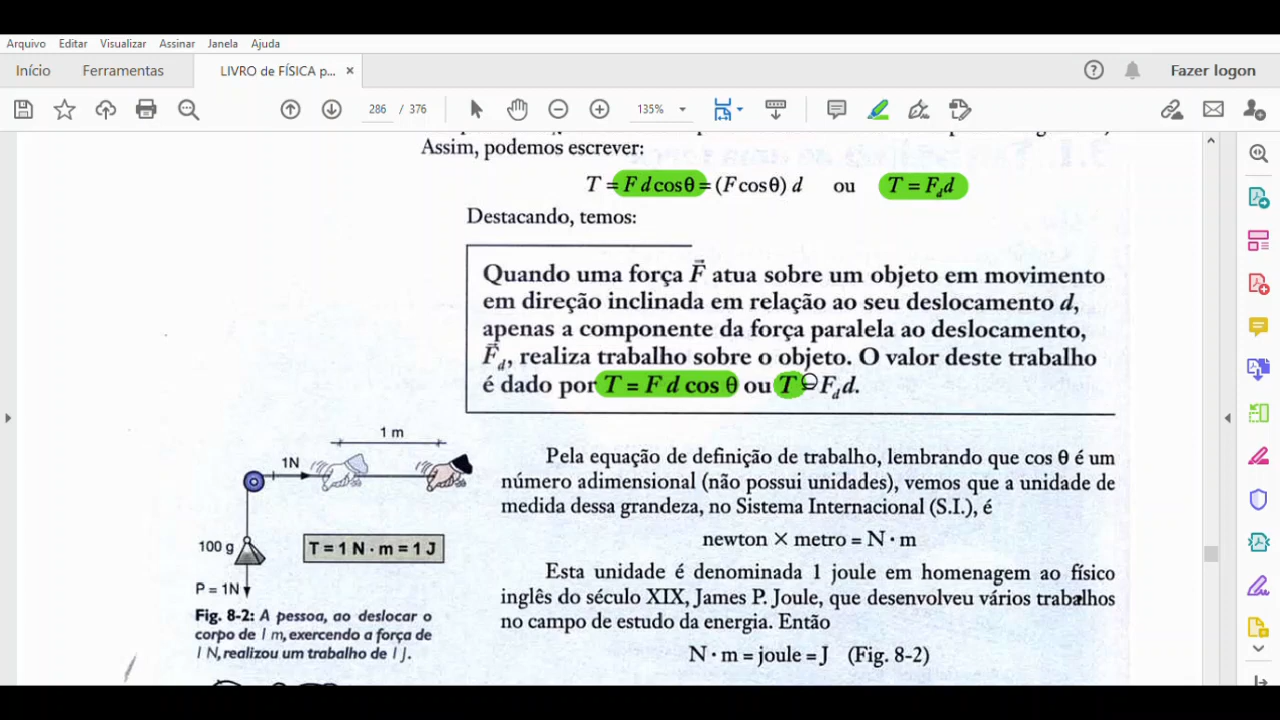 Arquivo Editar Visualizar Assinar Janela Ajuda
Início Ferramentas LIVRO de FÍSICA p... × Fazer logon
286 / 376 135%
Assim, podemos escrever:
T = F d cosθ = (F cosθ) d ou T = F_d d
Destacando, temos:
Quando uma força F⃗ atua sobre um objeto em movimento
em direção inclinada em relação ao seu deslocamento d,
apenas a componente da força paralela ao deslocamento,
F⃗_d, realiza trabalho sobre o objeto. O valor deste trabalho
é dado por T = F d cos θ ou T = F_d d.
1 m
1N
100 g
T = 1 N · m = 1 J
P = 1N
Fig. 8-2: A pessoa, ao deslocar o
corpo de 1 m, exercendo a força de
1 N, realizou um trabalho de 1 J.
Pela equação de definição de trabalho, lembrando que cos θ é um
número adimensional (não possui unidades), vemos que a unidade de
medida dessa grandeza, no Sistema Internacional (S.I.), é
newton × metro = N · m
Esta unidade é denominada 1 joule em homenagem ao físico
inglês do século XIX, James P. Joule, que desenvolveu vários trabalhos
no campo de estudo da energia. Então
N · m = joule = J (Fig. 8-2)